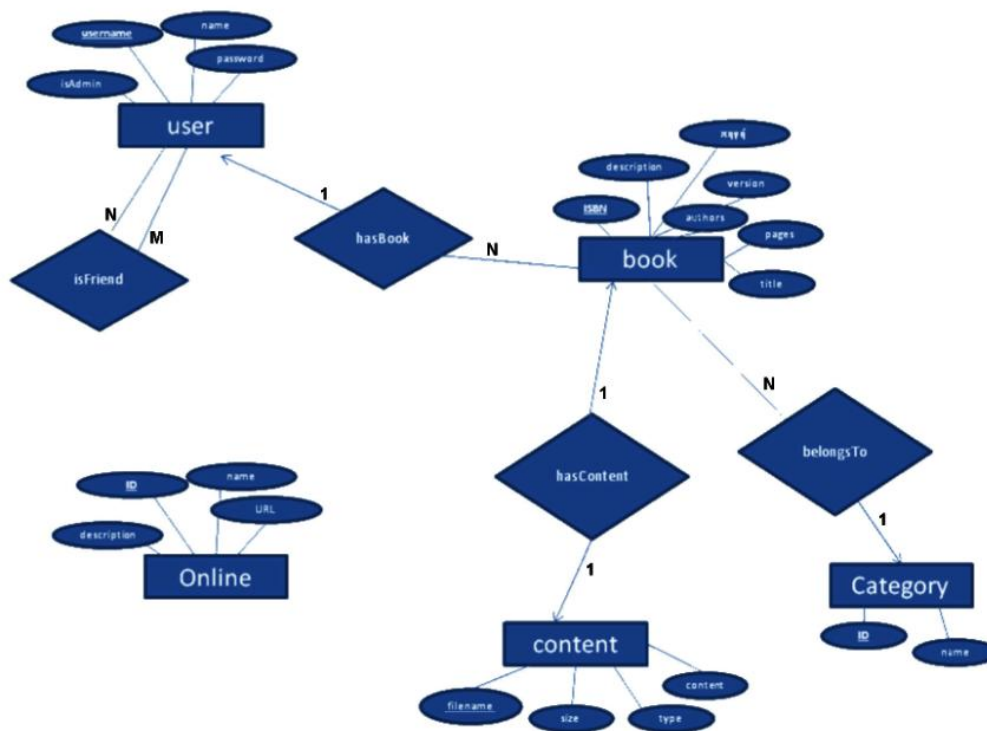 name
username
password
isAdmin
user
description
version
ISBN
authors
pages
book
title
1
hasBook
N
N
M
isFriend
1
N
hasContent
belongsTo
name
ID
URL
description
Online
1
1
Category
content
ID
name
content
filename
size
type